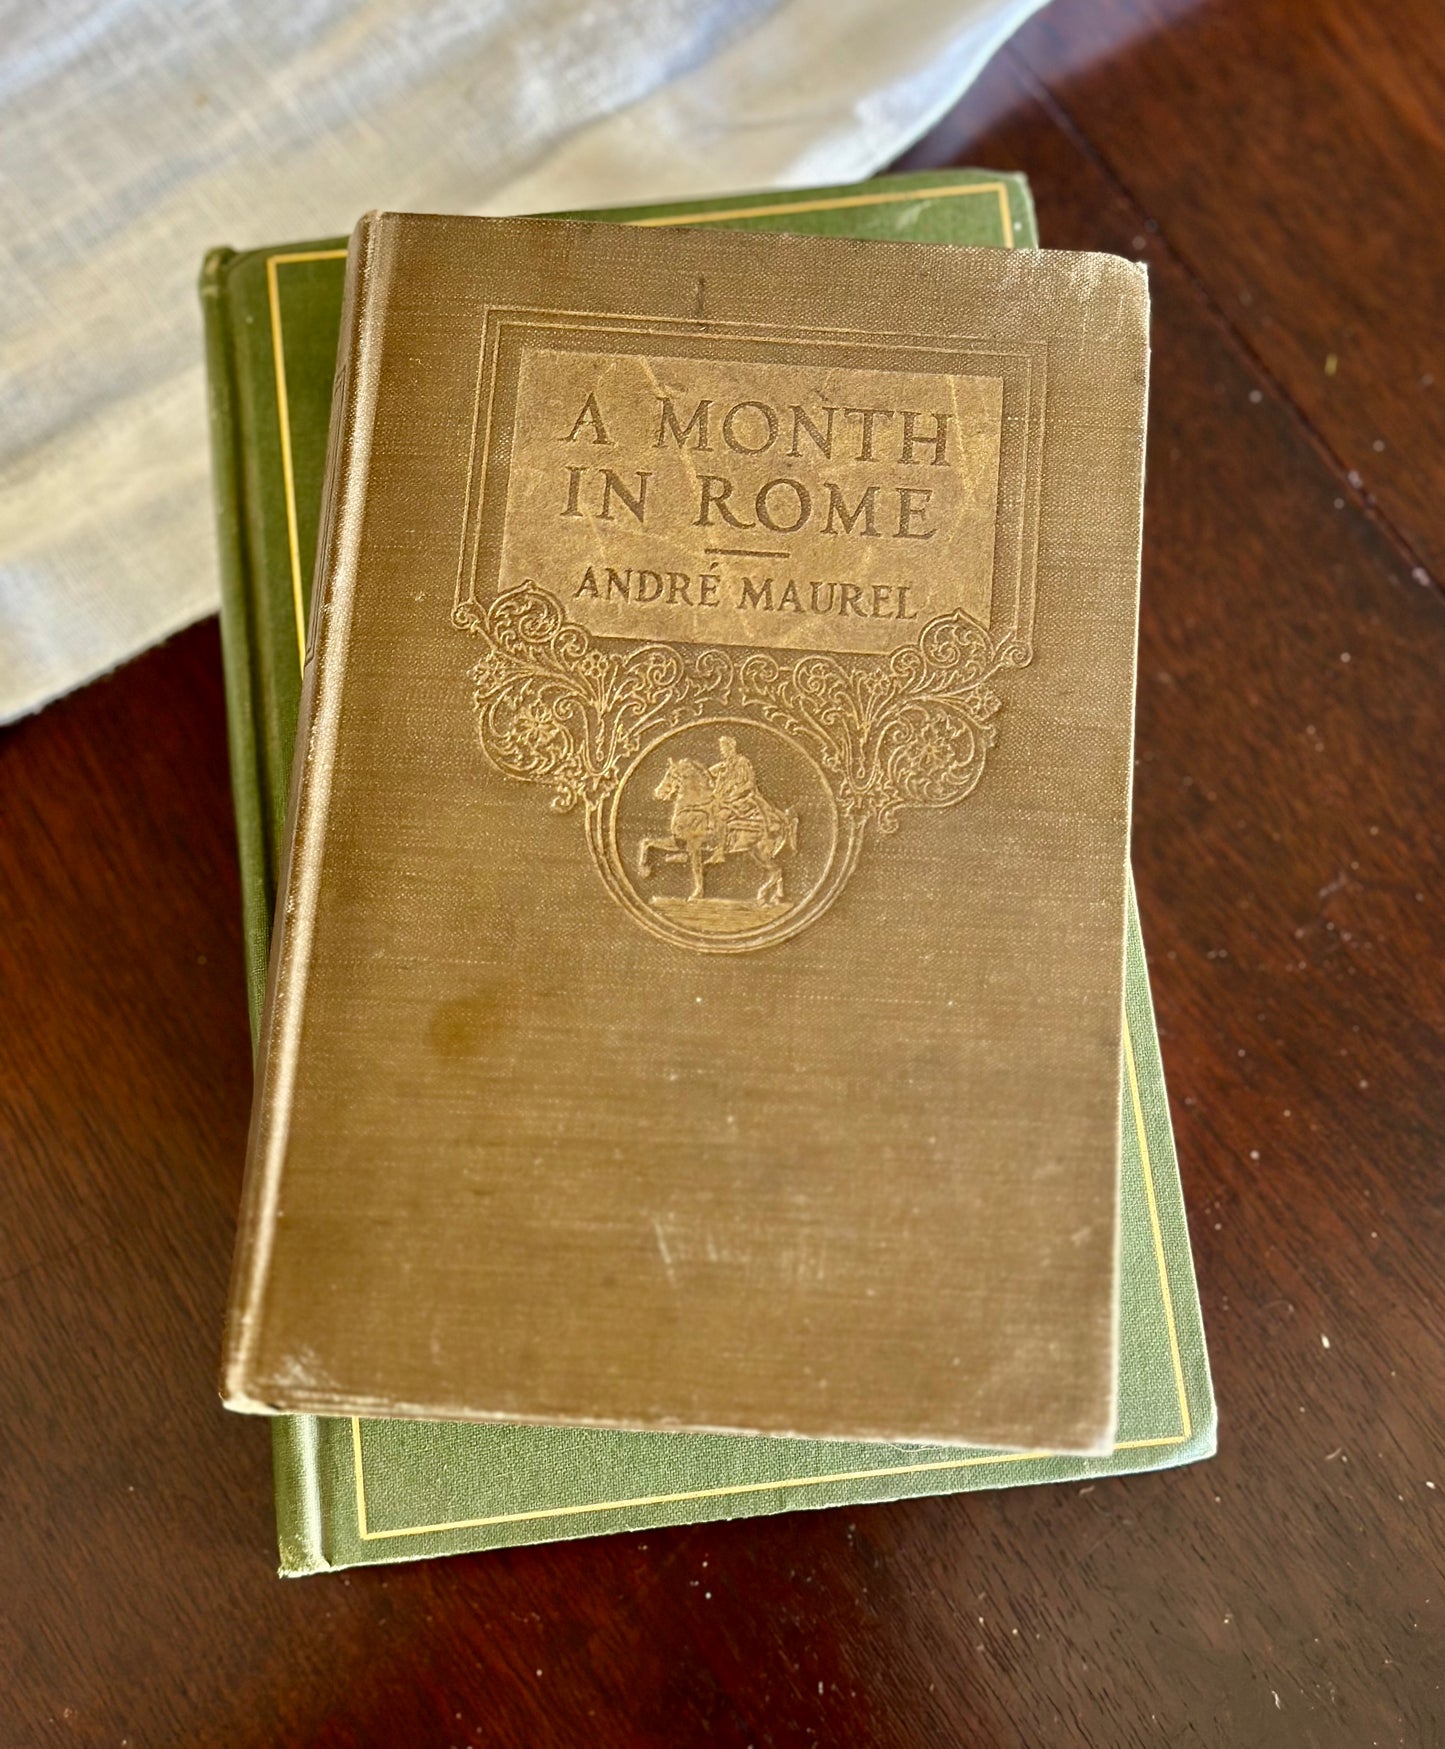 A MONTH
IN ROME
ANDRÉ MAUREL